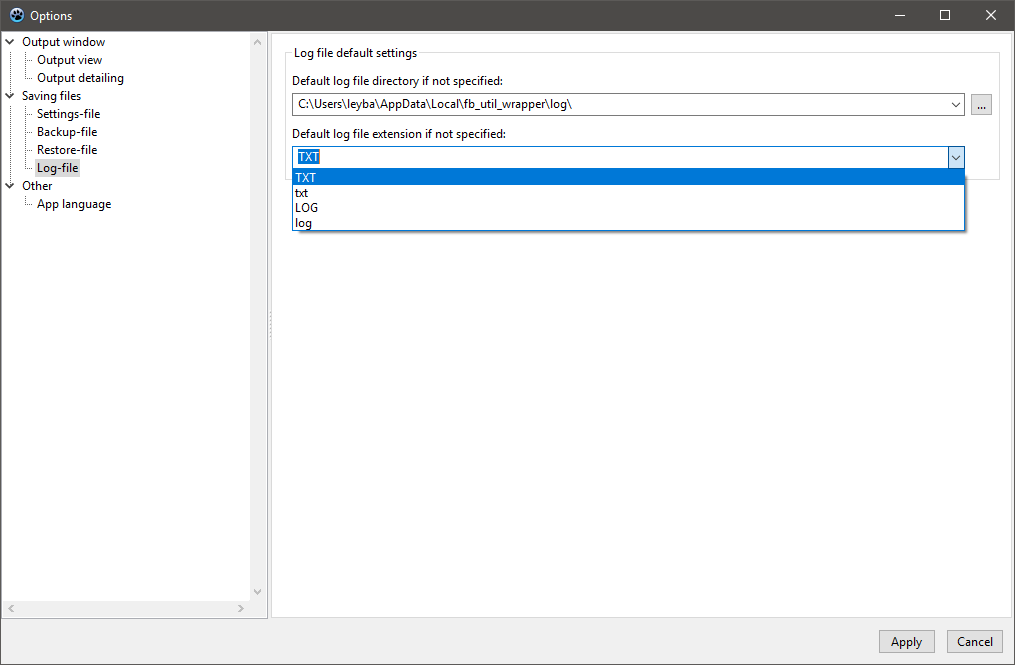 Options
Output window
Output view
Output detailing
Saving files
Settings-file
Backup-file
Restore-file
Log-file
Other
App language
Log file default settings
Default log file directory if not specified:
C:\Users\leyba\AppData\Local\fb_util_wrapper\log\
...
Default log file extension if not specified:
TXT
TXT
txt
LOG
log
Apply
Cancel